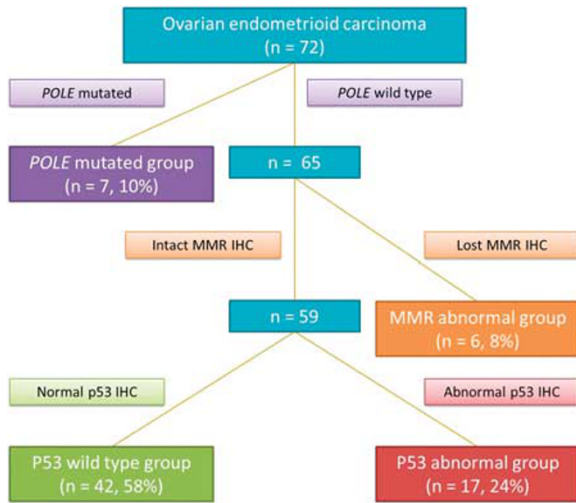 Ovarian endometrioid carcinoma
(n = 72)
POLE mutated
POLE wild type
POLE mutated group
(n = 7, 10%)
n = 65
Intact MMR IHC
Lost MMR IHC
n = 59
MMR abnormal group
(n = 6, 8%)
Normal p53 IHC
Abnormal p53 IHC
P53 wild type group
(n = 42, 58%)
P53 abnormal group
(n = 17, 24%)